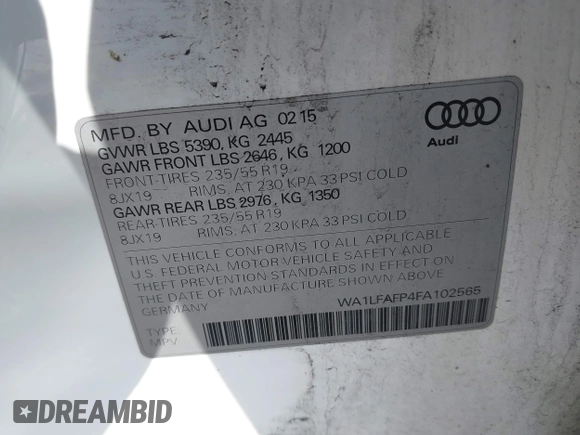 MFD. BY AUDI AG 02 15
GVWR LBS 5390, KG 2445
GAWR FRONT LBS 2646, KG 1200
FRONT-TIRES 235/55 R19
8JX19 RIMS, AT 230 KPA 33 PSI COLD
GAWR REAR LBS 2976, KG 1350
REAR-TIRES 235/55 R19
8JX19 RIMS, AT 230 KPA 33 PSI COLD
THIS VEHICLE CONFORMS TO ALL APPLICABLE
U.S. FEDERAL MOTOR VEHICLE SAFETY AND
THEFT PREVENTION STANDARDS IN EFFECT ON
THE DATE OF MANUFACTURE SHOWN ABOVE.
GERMANY
Audi
WA1LFAFP4FA102565
TYPE:
MPV
DREAMBID